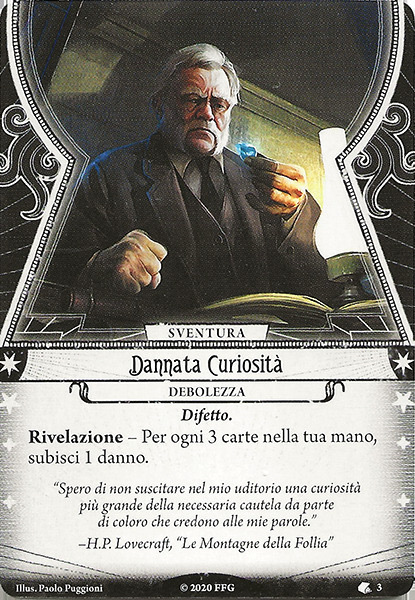 SVENTURA
Dannata Curiosità
DEBOLEZZA
Difetto.
Rivelazione – Per ogni 3 carte nella tua mano,
subisci 1 danno.
“Spero di non suscitare nel mio uditorio una curiosità
più grande della necessaria cautela da parte
di coloro che credono alle mie parole.”
–H.P. Lovecraft, “Le Montagne della Follia”
Illus. Paolo Puggioni © 2020 FFG 3